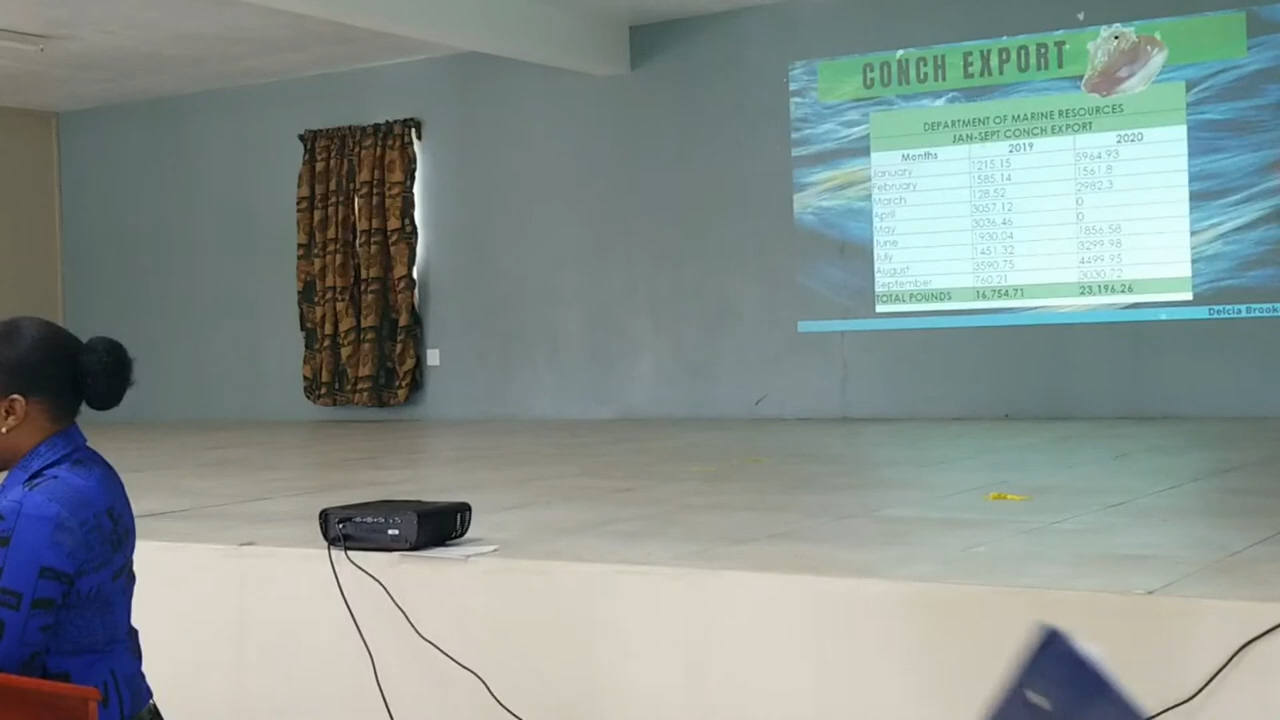 CONCH EXPORT
DEPARTMENT OF MARINE RESOURCES
JAN-SEPT CONCH EXPORT
Months 2019 2020
January 1215.15 5964.93
February 1585.14 1561.8
March 128.52 2982.3
April 3057.12 0
May 3036.46 0
June 1930.04 1856.58
July 1451.32 3299.98
August 3590.75 4499.95
September 760.21 3030.72
TOTAL POUNDS 16,754.71 23,196.26
Delcia Brook